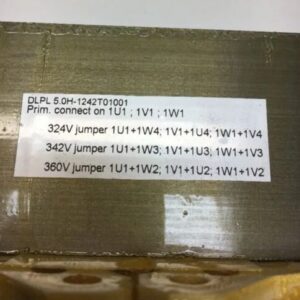 DLPL 5.0H-1242T01001
Prim. connect on 1U1 ; 1V1 ; 1W1
324V jumper 1U1+1W4; 1V1+1U4; 1W1+1V4
342V jumper 1U1+1W3; 1V1+1U3; 1W1+1V3
360V jumper 1U1+1W2; 1V1+1U2; 1W1+1V2